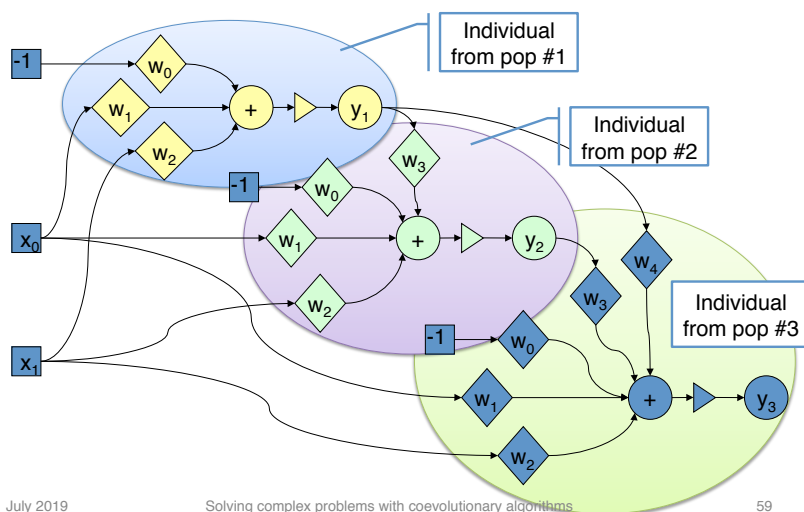 Individual
from pop #1
-1
w0
w1
+
y1
w2
Individual
from pop #2
w3
-1
w0
x0
w1
+
y2
w4
w3
w2
Individual
from pop #3
-1
w0
x1
w1
+
y3
w2
July 2019 Solving complex problems with coevolutionary algorithms 59